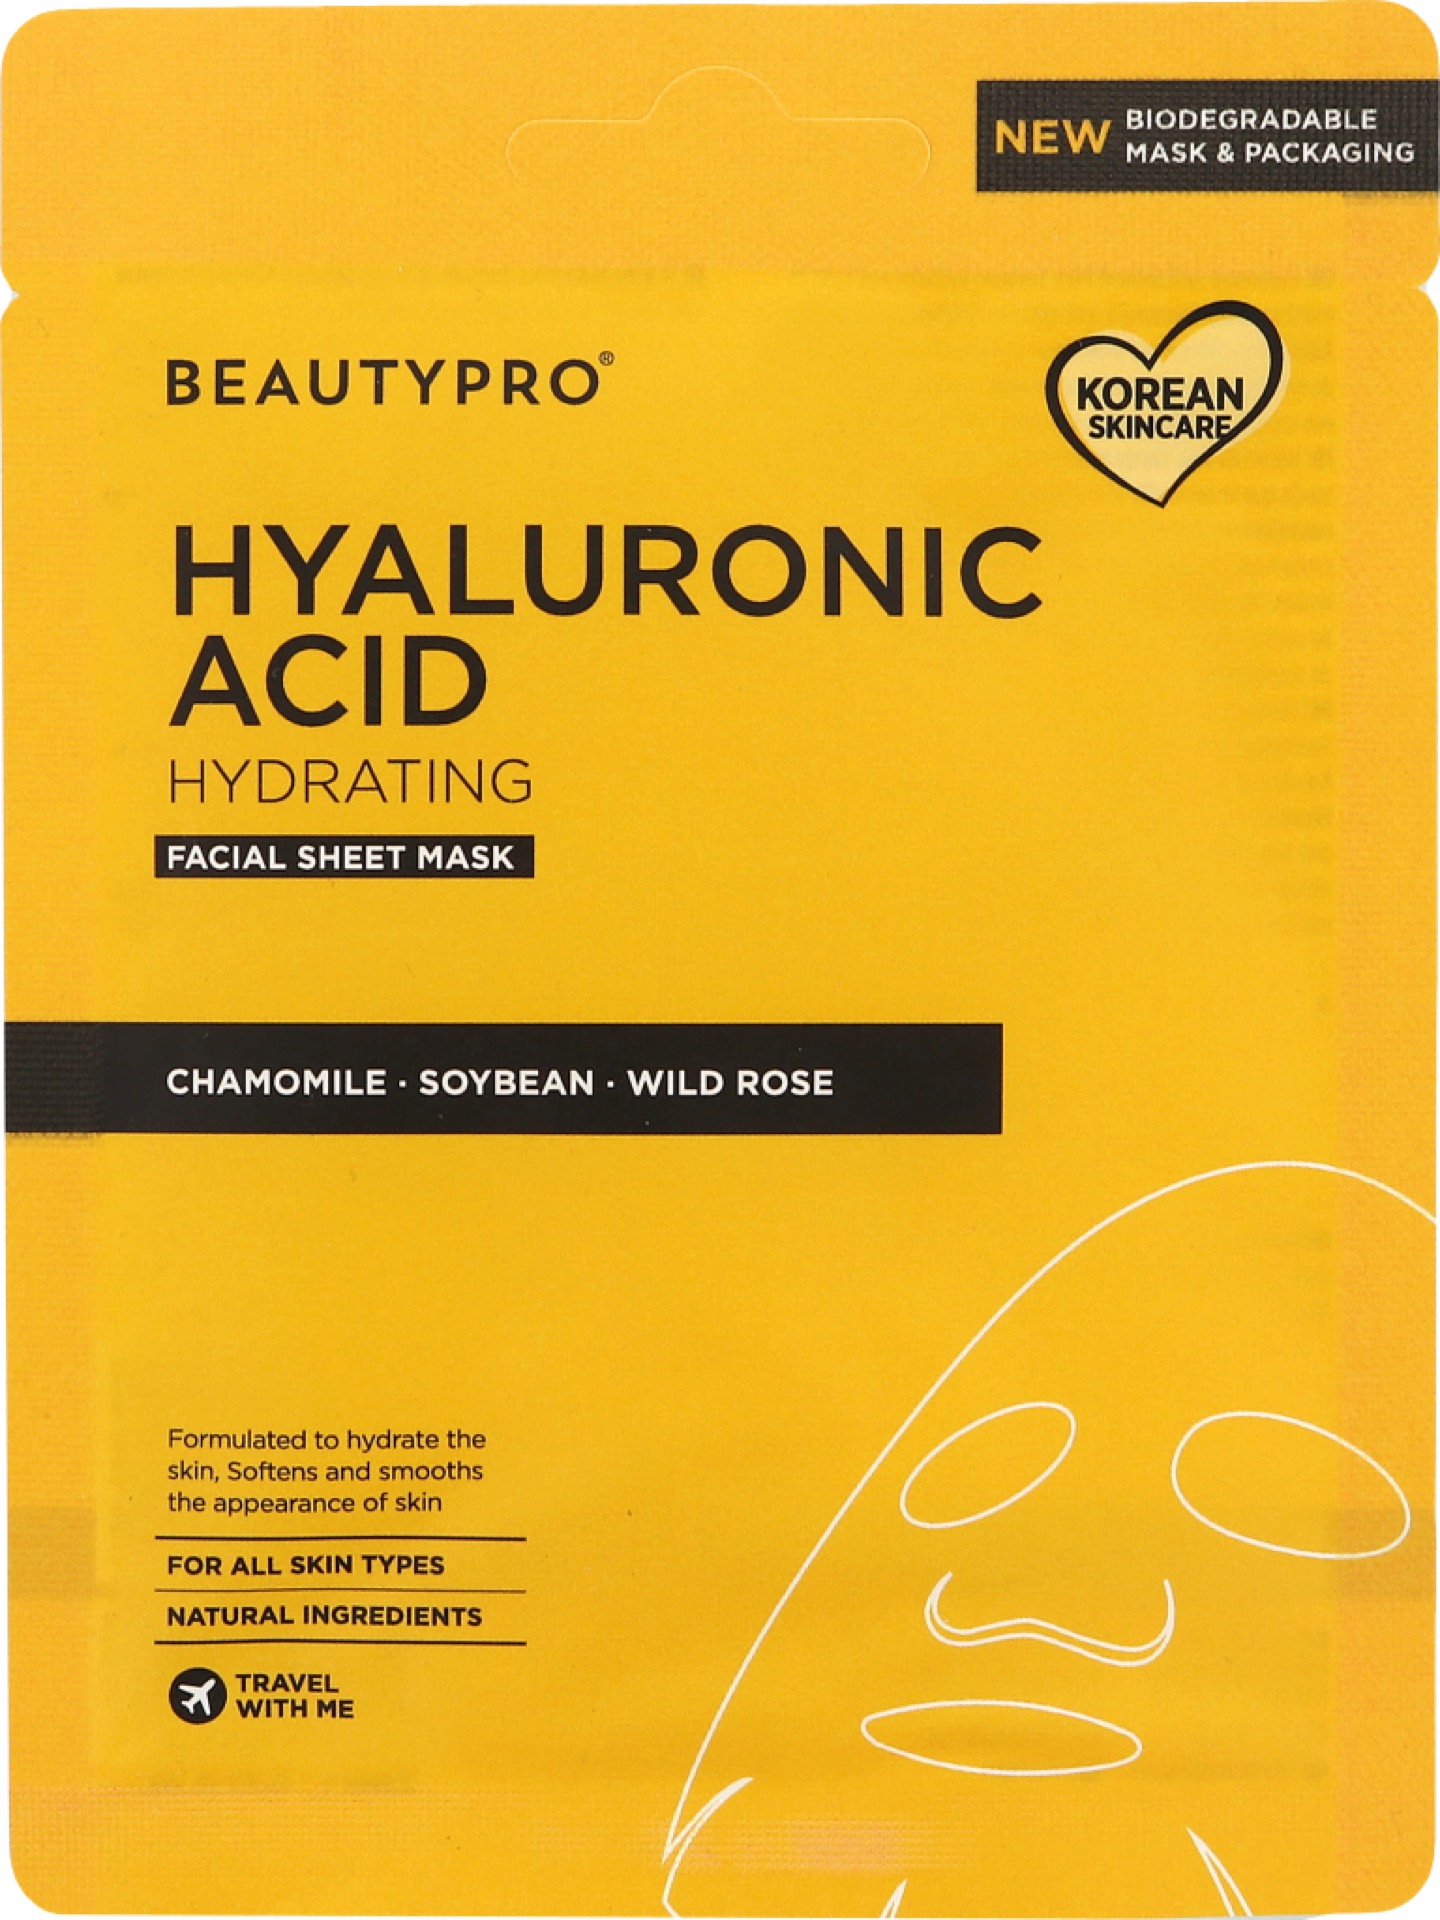 NEW BIODEGRADABLE
MASK & PACKAGING
BEAUTYPRO®
KOREAN
SKINCARE
HYALURONIC
ACID
HYDRATING
FACIAL SHEET MASK
CHAMOMILE · SOYBEAN · WILD ROSE
Formulated to hydrate the
skin, Softens and smooths
the appearance of skin
FOR ALL SKIN TYPES
NATURAL INGREDIENTS
TRAVEL
WITH ME